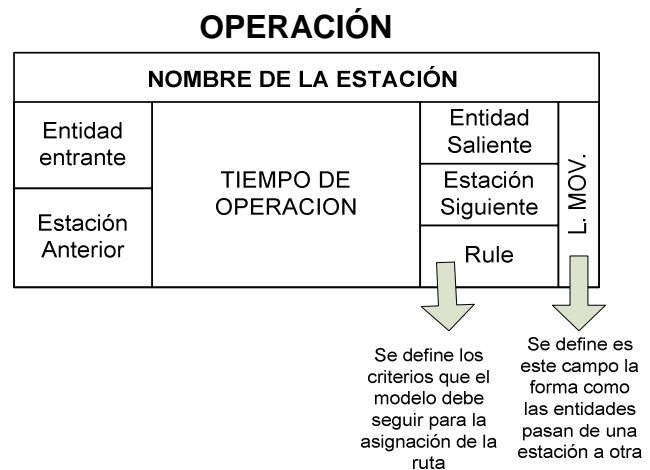 OPERACIÓN
NOMBRE DE LA ESTACIÓN
Entidad
entrante
Estación
Anterior
TIEMPO DE
OPERACION
Entidad
Saliente
Estación
Siguiente
Rule
L. MOV.
Se define los
criterios que el
modelo debe
seguir para la
asignación de la
ruta
Se define es
este campo la
forma como
las entidades
pasan de una
estación a otra